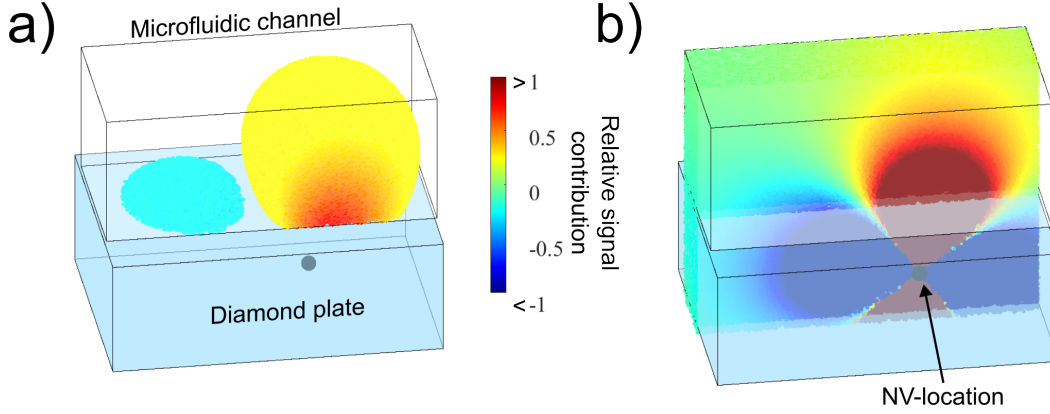 a)
Microfluidic channel
Diamond plate
> 1
0.5
0
-0.5
< -1
Relative signal
contribution
b)
NV-location